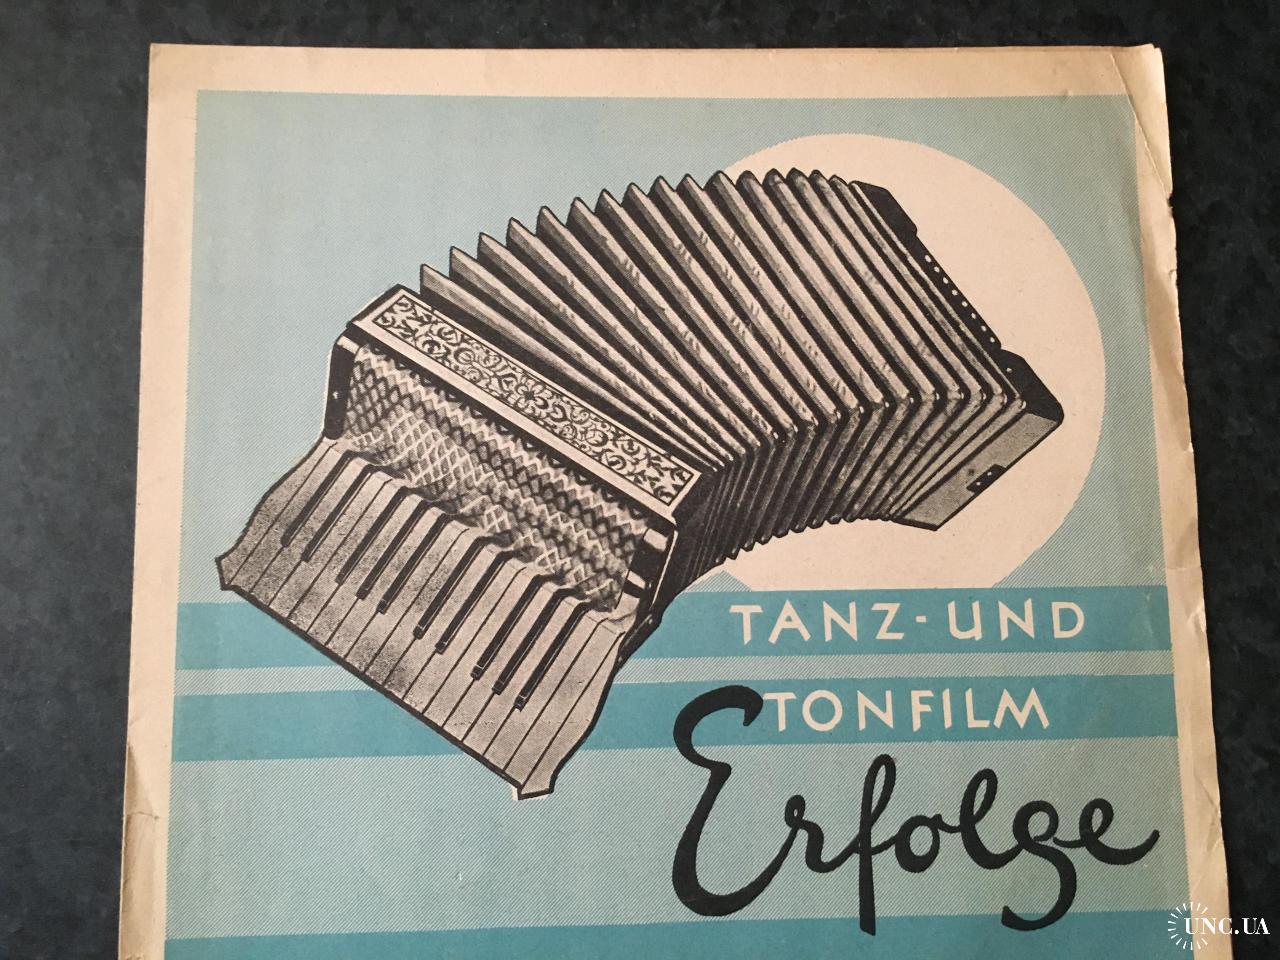 TANZ-UND
TONFILM
Erfolge
UNC.UA